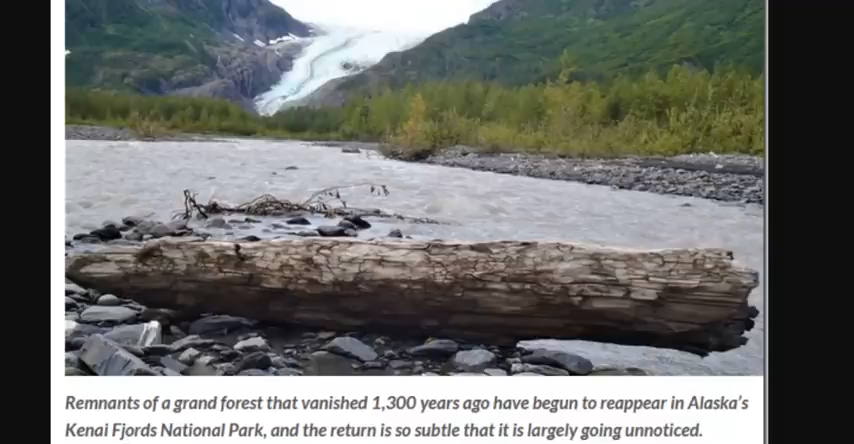 Remnants of a grand forest that vanished 1,300 years ago have begun to reappear in Alaska's
Kenai Fjords National Park, and the return is so subtle that it is largely going unnoticed.